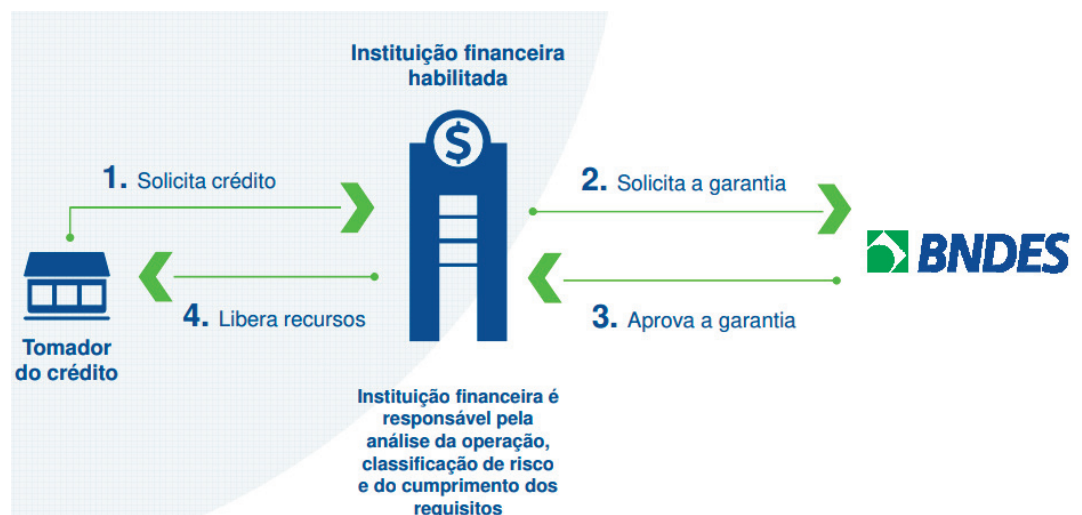 Instituição financeira
habilitada
$
1. Solicita crédito
2. Solicita a garantia
BNDES
4. Libera recursos
3. Aprova a garantia
Tomador
do crédito
Instituição financeira é
responsável pela
análise da operação,
classificação de risco
e do cumprimento dos
requisitos